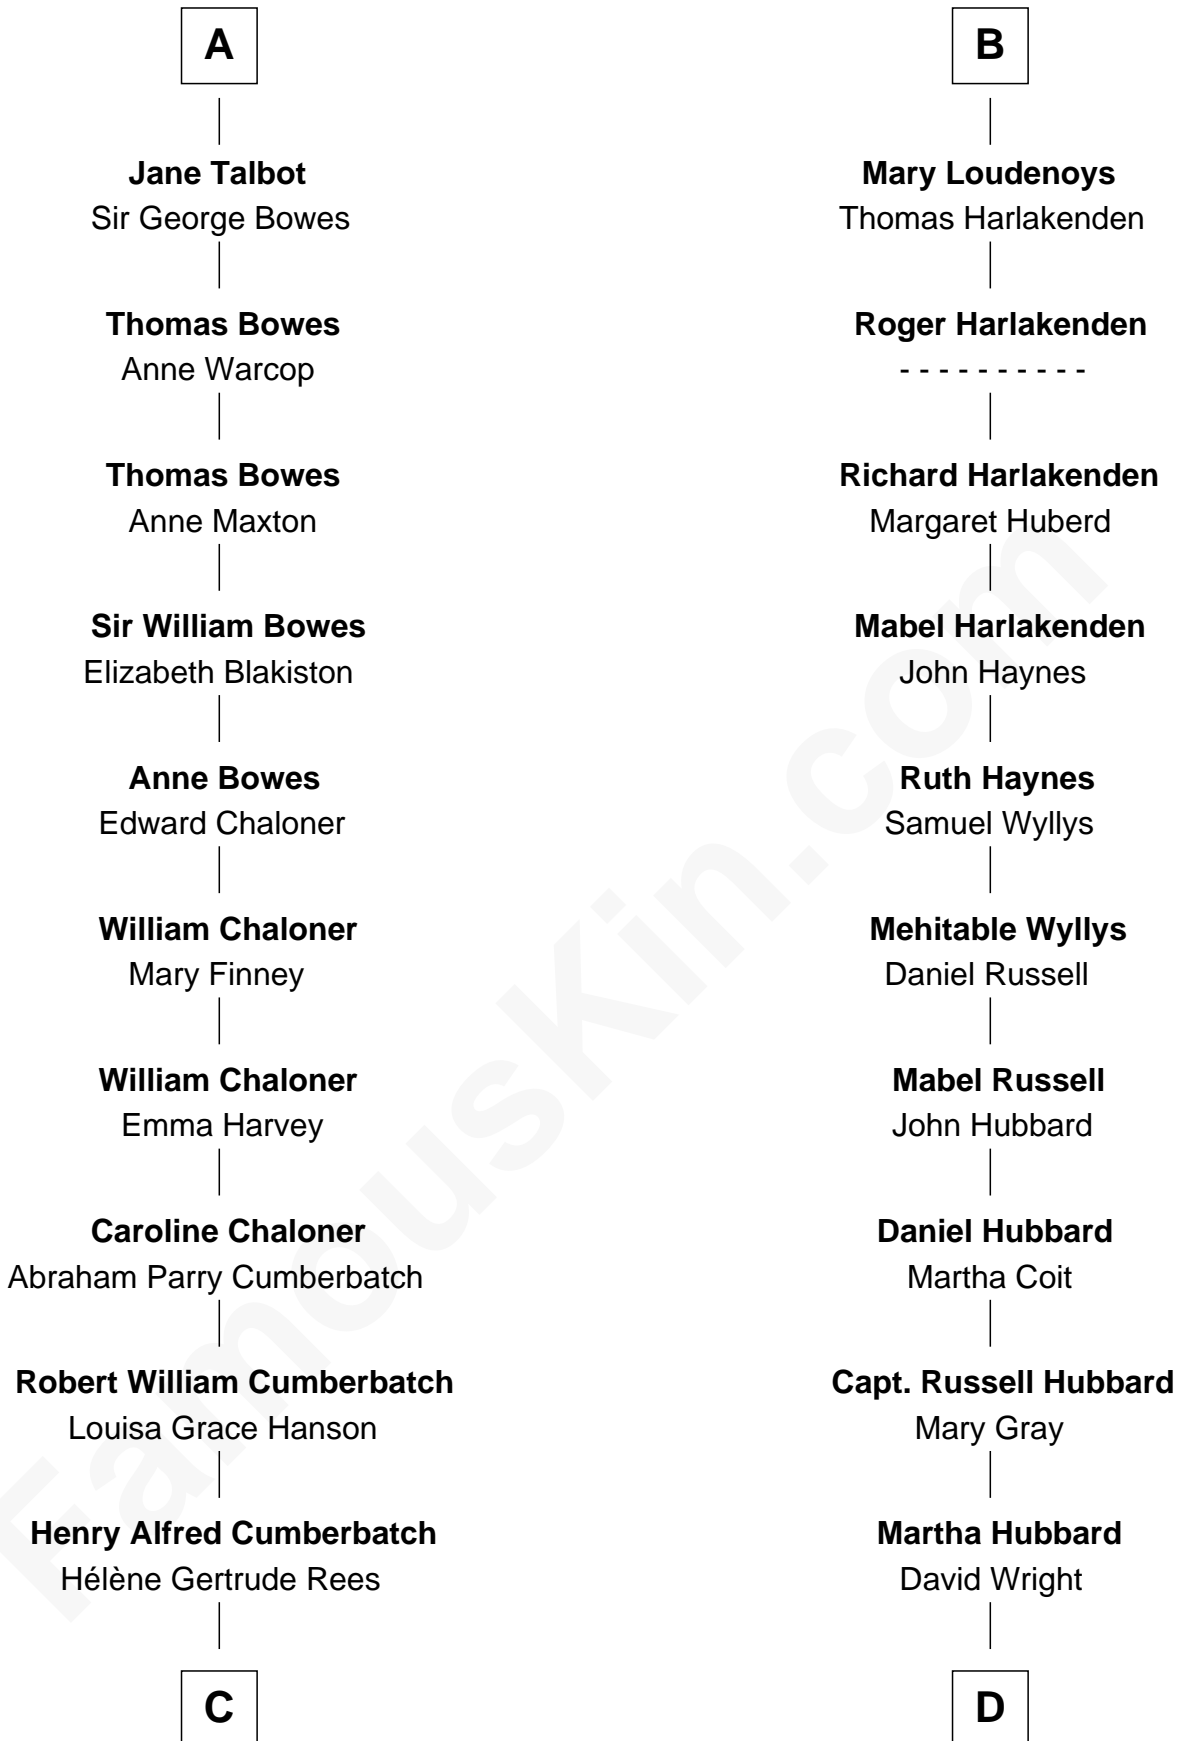 A
Jane Talbot
Sir George Bowes
Thomas Bowes
Anne Warcop
Thomas Bowes
Anne Maxton
Sir William Bowes
Elizabeth Blakiston
Anne Bowes
Edward Chaloner
William Chaloner
Mary Finney
William Chaloner
Emma Harvey
Caroline Chaloner
Abraham Parry Cumberbatch
Robert William Cumberbatch
Louisa Grace Hanson
Henry Alfred Cumberbatch
Hélène Gertrude Rees
C
B
Mary Loudenoys
Thomas Harlakenden
Roger Harlakenden
- - - - - - - - - -
Richard Harlakenden
Margaret Huberd
Mabel Harlakenden
John Haynes
Ruth Haynes
Samuel Wyllys
Mehitable Wyllys
Daniel Russell
Mabel Russell
John Hubbard
Daniel Hubbard
Martha Coit
Capt. Russell Hubbard
Mary Gray
Martha Hubbard
David Wright
D
FamousKin.com